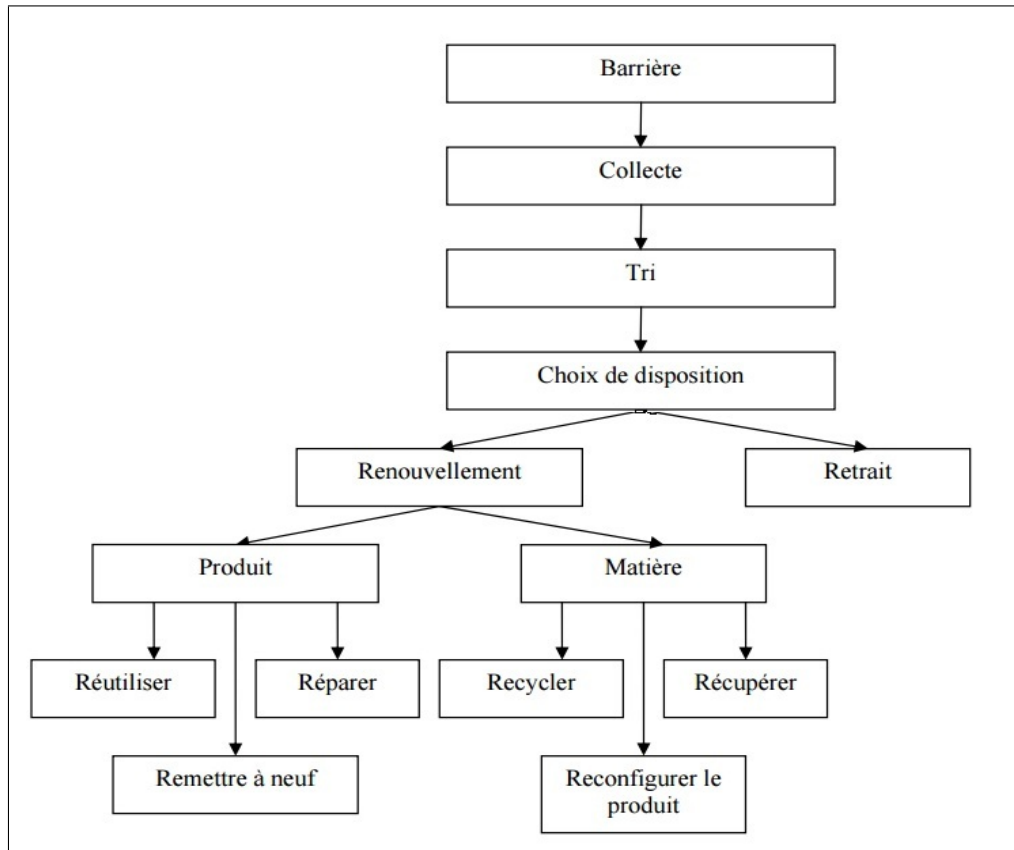 Barrière
Collecte
Tri
Choix de disposition
Renouvellement
Retrait
Produit
Matière
Réutiliser
Réparer
Recycler
Récupérer
Remettre à neuf
Reconfigurer le
produit